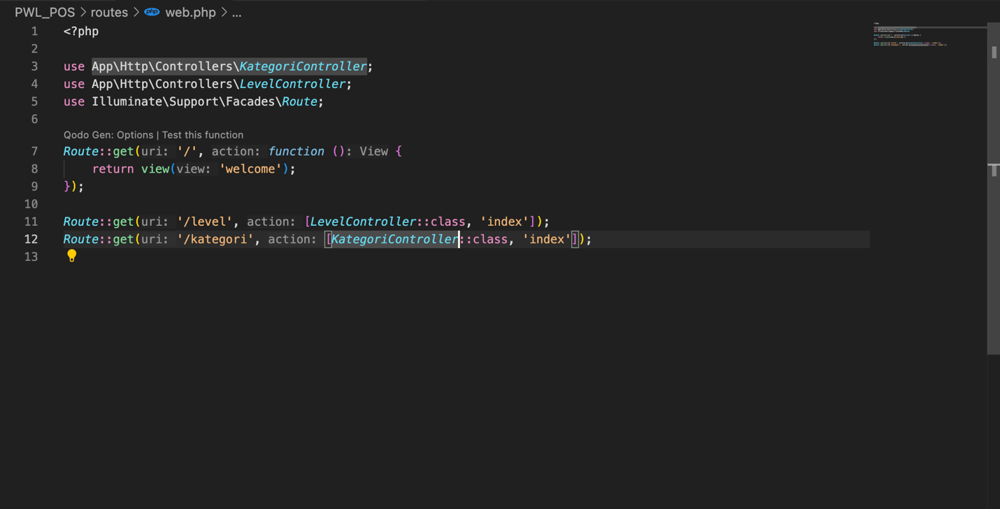 PWL_POS > routes > php web.php > ...
1 <?php
2
3 use App\Http\Controllers\KategoriController;
4 use App\Http\Controllers\LevelController;
5 use Illuminate\Support\Facades\Route;
6
Qodo Gen: Options | Test this function
7 Route::get(uri: '/', action: function (): View {
8 return view(view: 'welcome');
9 });
10
11 Route::get(uri: '/level', action: [LevelController::class, 'index']);
12 Route::get(uri: '/kategori', action: [KategoriController::class, 'index']);
13